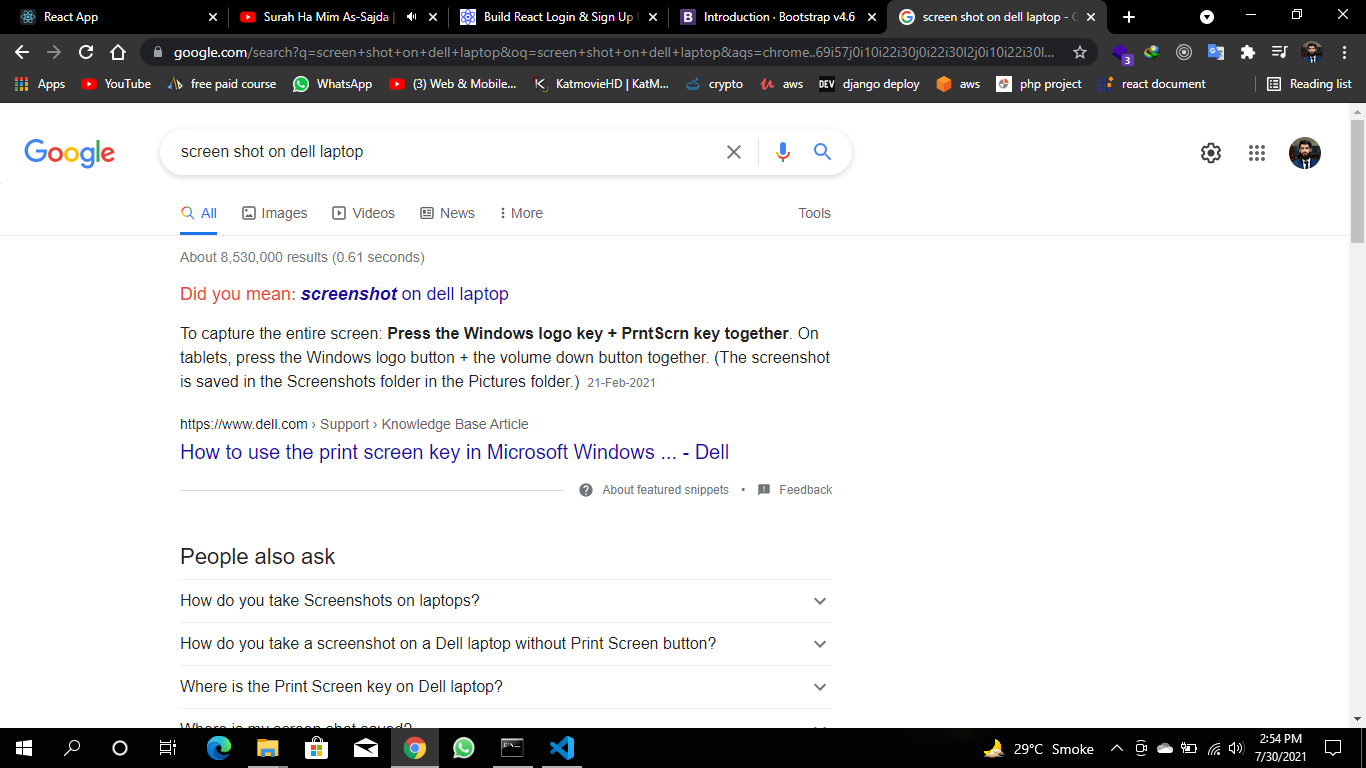 React App
Surah Ha Mim As-Sajda |
Build React Login & Sign Up
Introduction · Bootstrap v4.6
screen shot on dell laptop -
google.com/search?q=screen+shot+on+dell+laptop&oq=screen+shot+on+dell+laptop&aqs=chrome..69i57j0i10i22i30j0i22i30l2j0i10i22i30l...
3
Apps
YouTube
free paid course
WhatsApp
(3) Web & Mobile...
KatmovieHD | KatM...
crypto
aws
DEV
django deploy
aws
php project
react document
Reading list
Google
screen shot on dell laptop
All
Images
Videos
News
More
Tools
About 8,530,000 results (0.61 seconds)
Did you mean: screenshot on dell laptop
To capture the entire screen: Press the Windows logo key + PrntScrn key together. On
tablets, press the Windows logo button + the volume down button together. (The screenshot
is saved in the Screenshots folder in the Pictures folder.) 21-Feb-2021
https://www.dell.com › Support › Knowledge Base Article
How to use the print screen key in Microsoft Windows ... - Dell
About featured snippets • Feedback
People also ask
How do you take Screenshots on laptops?
How do you take a screenshot on a Dell laptop without Print Screen button?
Where is the Print Screen key on Dell laptop?
Where is my screen shot saved?
29°C Smoke
2:54 PM
7/30/2021